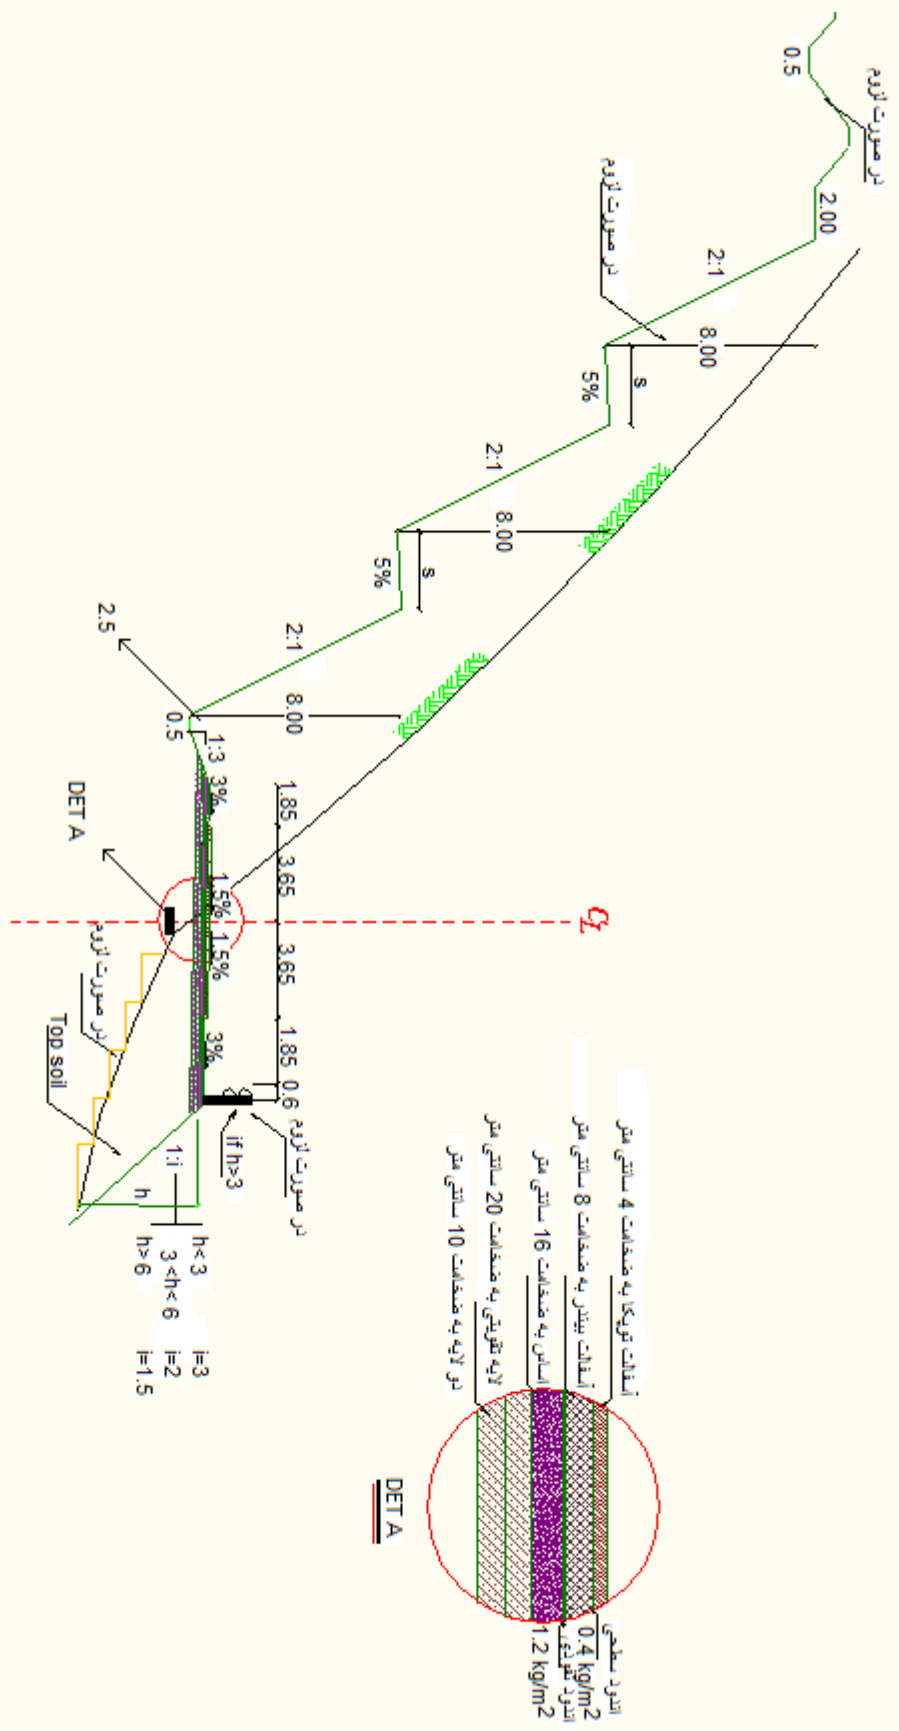 در صورت لزوم
0.5
2.00
در صورت لزوم
2:1
8.00
s
5%
2:1
8.00
s
5%
2:1
8.00
2.5
0.5
1:3
3%
1.5%
1.5%
3%
1.85
3.65
3.65
1.85
0.6
DET A
CL
در صورت لزوم
Top soil
در صورت لزوم
if h>3
1:i
h
h<3 i=3
3 <h< 6 i=2
h>6 i=1.5
آسفالت توپکا به ضخامت 4 سانتی متر
آسفالت بیندر به ضخامت 8 سانتی متر
اساس به ضخامت 16 سانتی متر
لایه تقویتی به ضخامت 20 سانتی متر
دو لایه به ضخامت 10 سانتی متر
اندود سطحی
0.4 kg/m2
اندود نفوذی
1.2 kg/m2
DET A